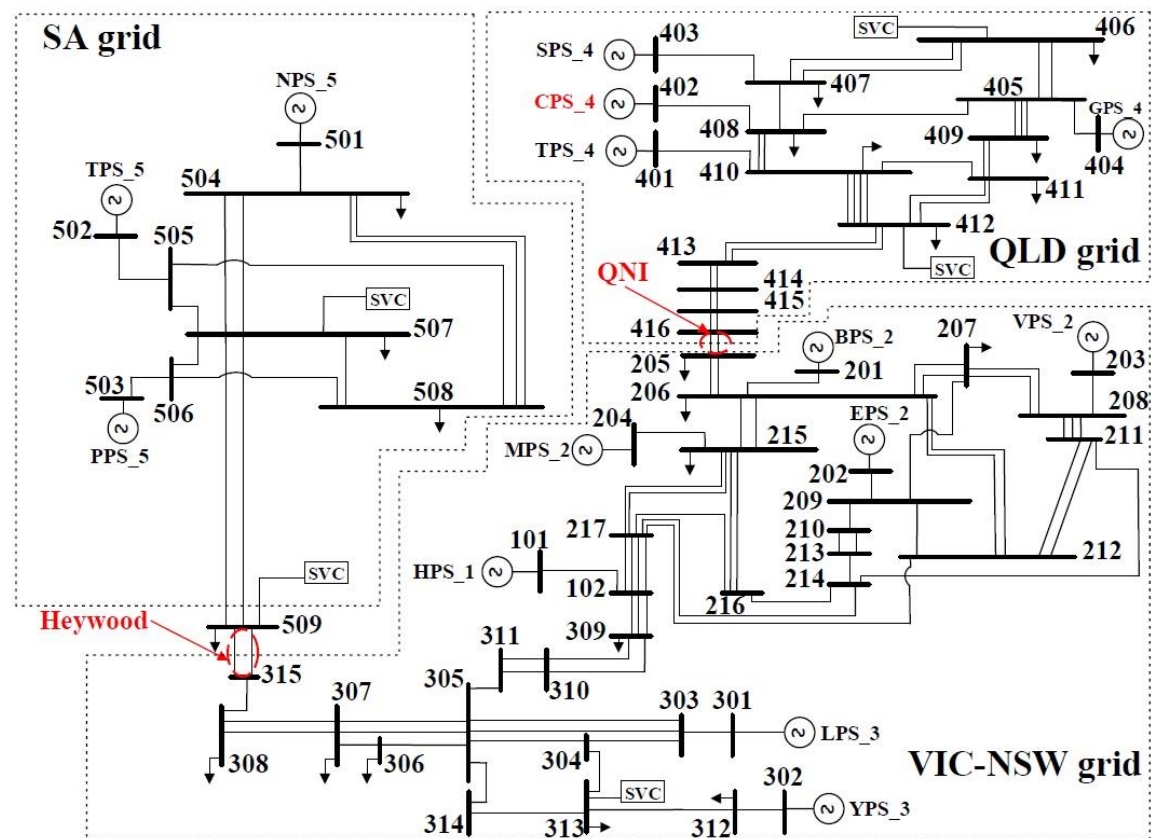 SA grid
NPS_5
501
504
TPS_5
502
505
SVC
507
503
506
508
PPS_5
SVC
509
Heywood
315
SPS_4
403
SVC
406
CPS_4
402
407
405
GPS_4
408
409
404
TPS_4
401
410
411
412
413
QLD grid
QNI
414
SVC
415
416
205
BPS_2
207
VPS_2
201
203
206
204
EPS_2
208
211
MPS_2
215
202
209
217
210
213
212
101
HPS_1
102
214
216
309
311
305
310
307
303
301
LPS_3
304
308
306
VIC-NSW grid
302
SVC
YPS_3
314
313
312